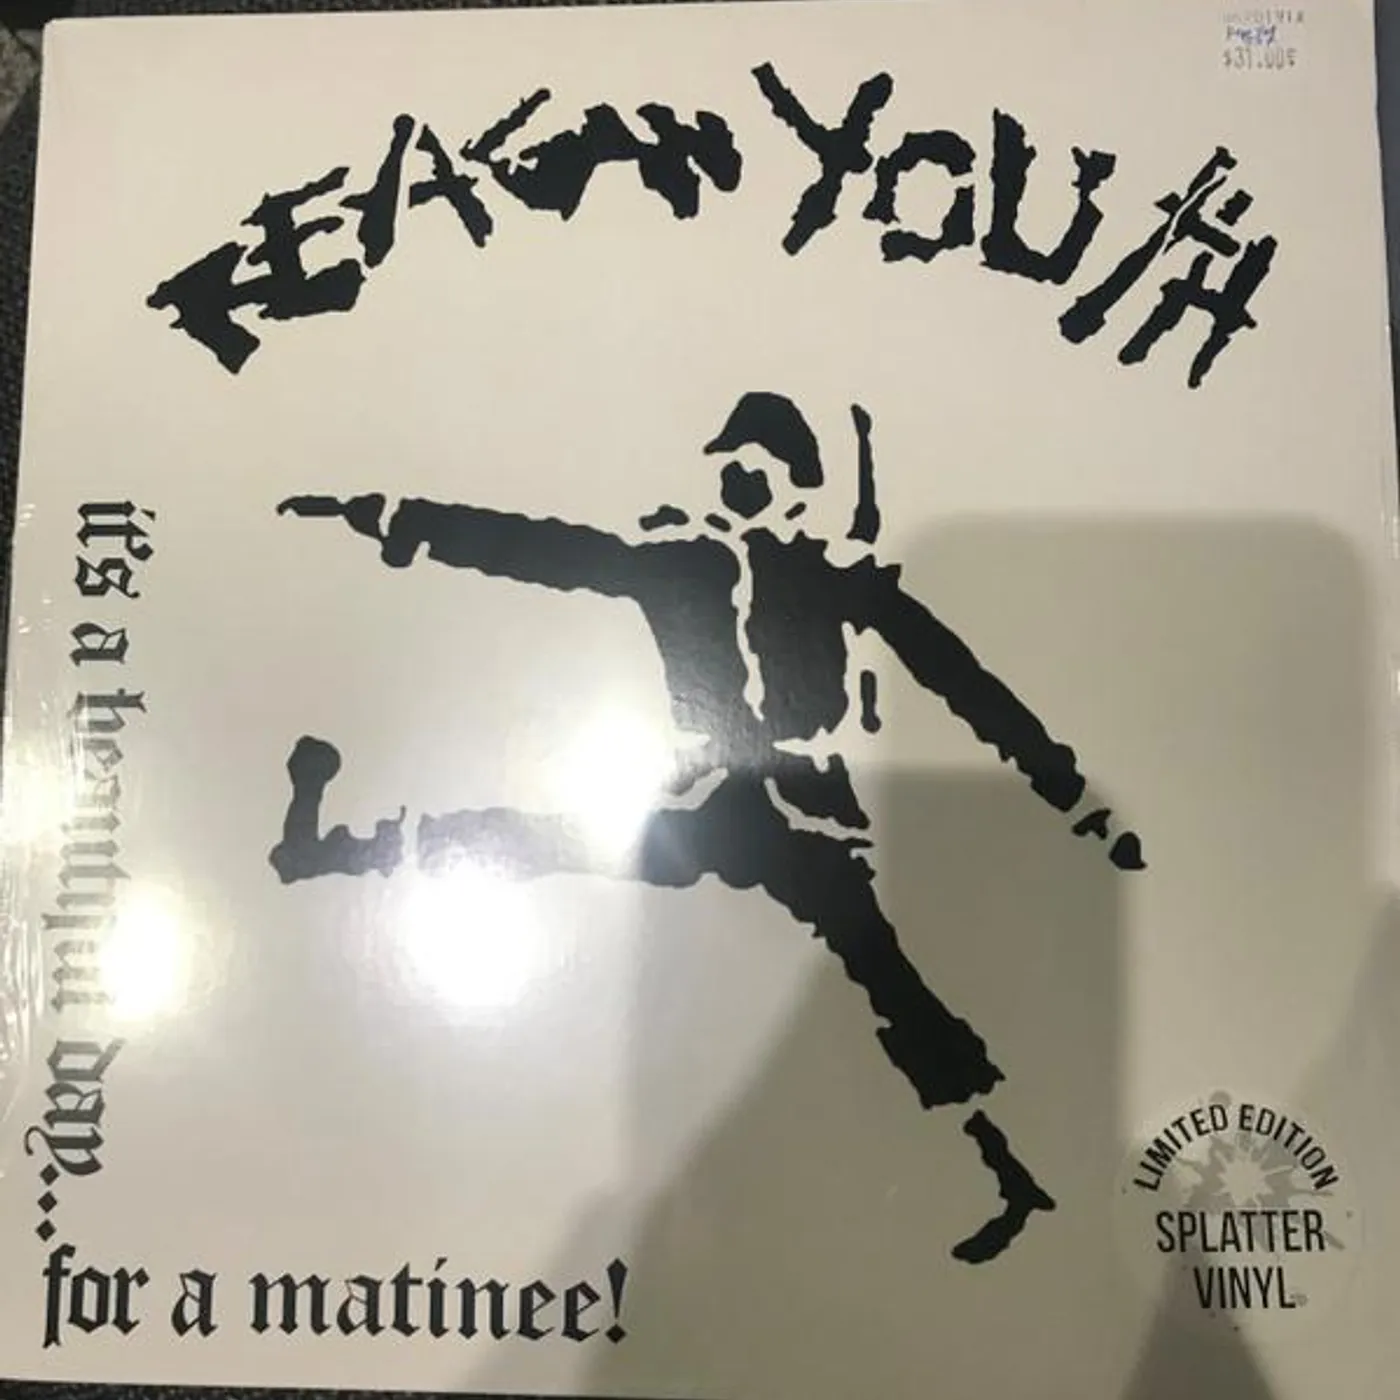 $31.00
REAGAN YOUTH
it's a beautiful day...
for a matinee!
LIMITED EDITION
SPLATTER
VINYL